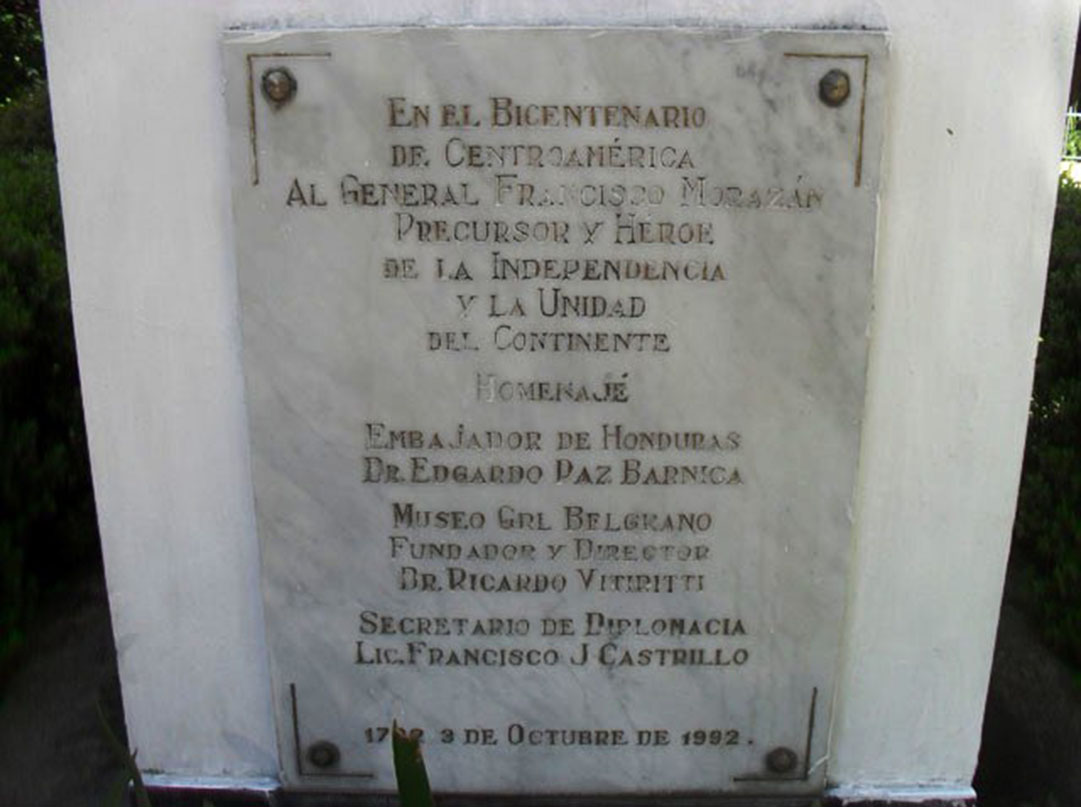 EN EL BICENTENARIO
DE CENTROAMÉRICA
AL GENERAL FRANCISCO MORAZÁN
PRECURSOR Y HÉROE
DE LA INDEPENDENCIA
Y LA UNIDAD
DEL CONTINENTE
HOMENAJÉ
EMBAJADOR DE HONDURAS
DR. EDGARDO PAZ BARNICA
MUSEO GRL BELGRANO
FUNDADOR Y DIRECTOR
DR. RICARDO VITIRITTI
SECRETARIO DE DIPLOMACIA
LIC. FRANCISCO J CASTRILLO
1792 3 DE OCTUBRE DE 1992.